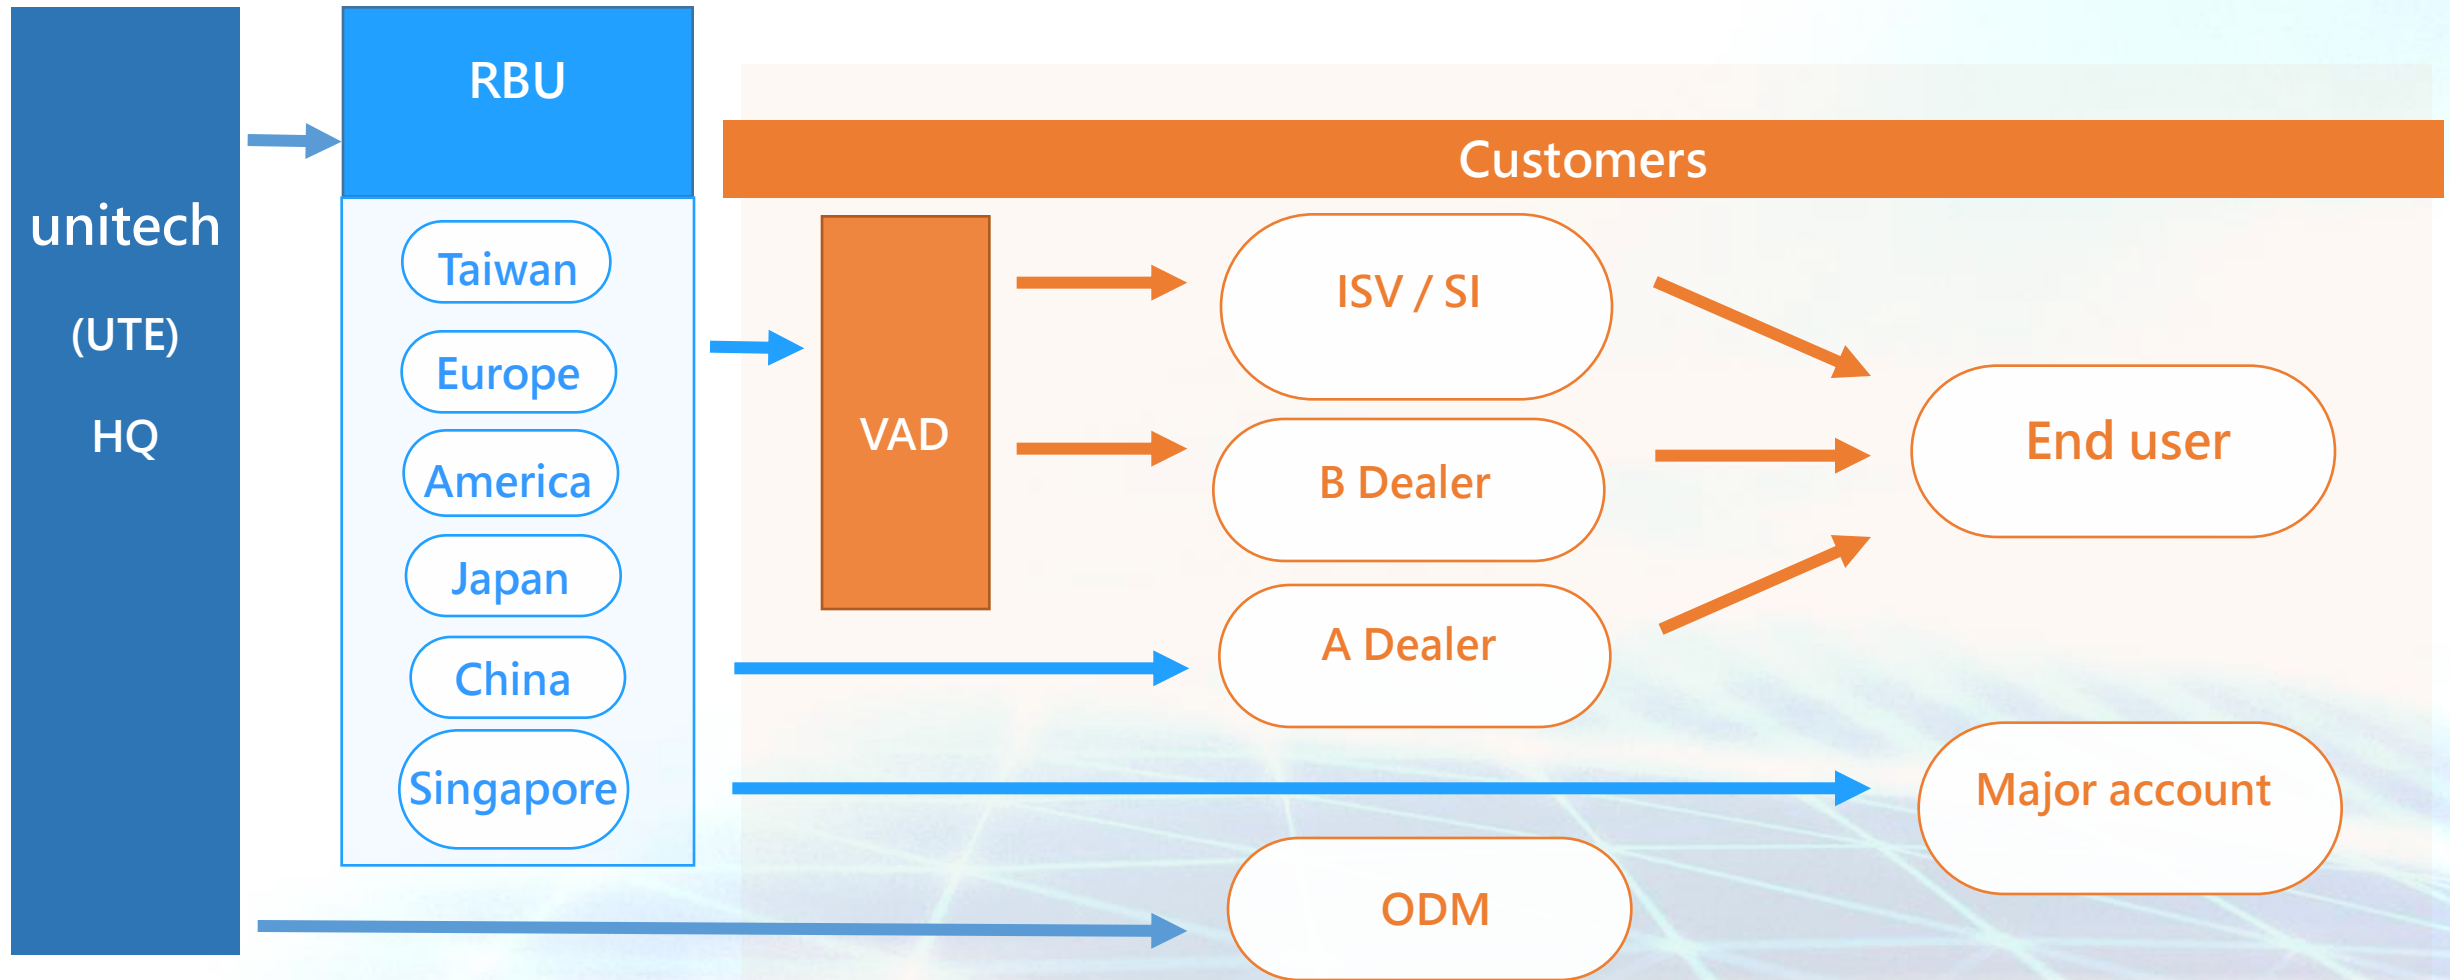 unitech
(UTE)
HQ
RBU
Taiwan
Europe
America
Japan
China
Singapore
Customers
VAD
ISV / SI
B Dealer
A Dealer
ODM
End user
Major account